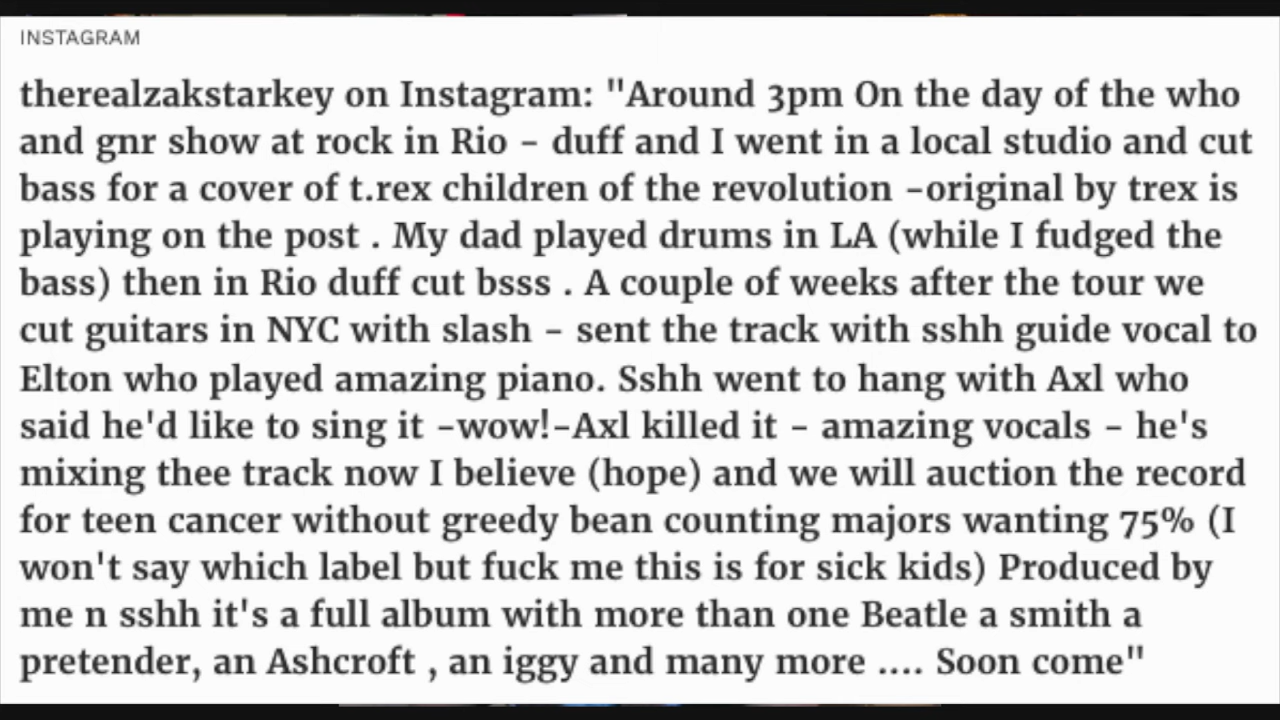 INSTAGRAM
therealzakstarkey on Instagram: "Around 3pm On the day of the who
and gnr show at rock in Rio – duff and I went in a local studio and cut
bass for a cover of t.rex children of the revolution –original by trex is
playing on the post . My dad played drums in LA (while I fudged the
bass) then in Rio duff cut bsss . A couple of weeks after the tour we
cut guitars in NYC with slash – sent the track with sshh guide vocal to
Elton who played amazing piano. Sshh went to hang with Axl who
said he'd like to sing it –wow!–Axl killed it – amazing vocals – he's
mixing thee track now I believe (hope) and we will auction the record
for teen cancer without greedy bean counting majors wanting 75% (I
won't say which label but fuck me this is for sick kids) Produced by
me n sshh it's a full album with more than one Beatle a smith a
pretender, an Ashcroft , an iggy and many more .... Soon come"